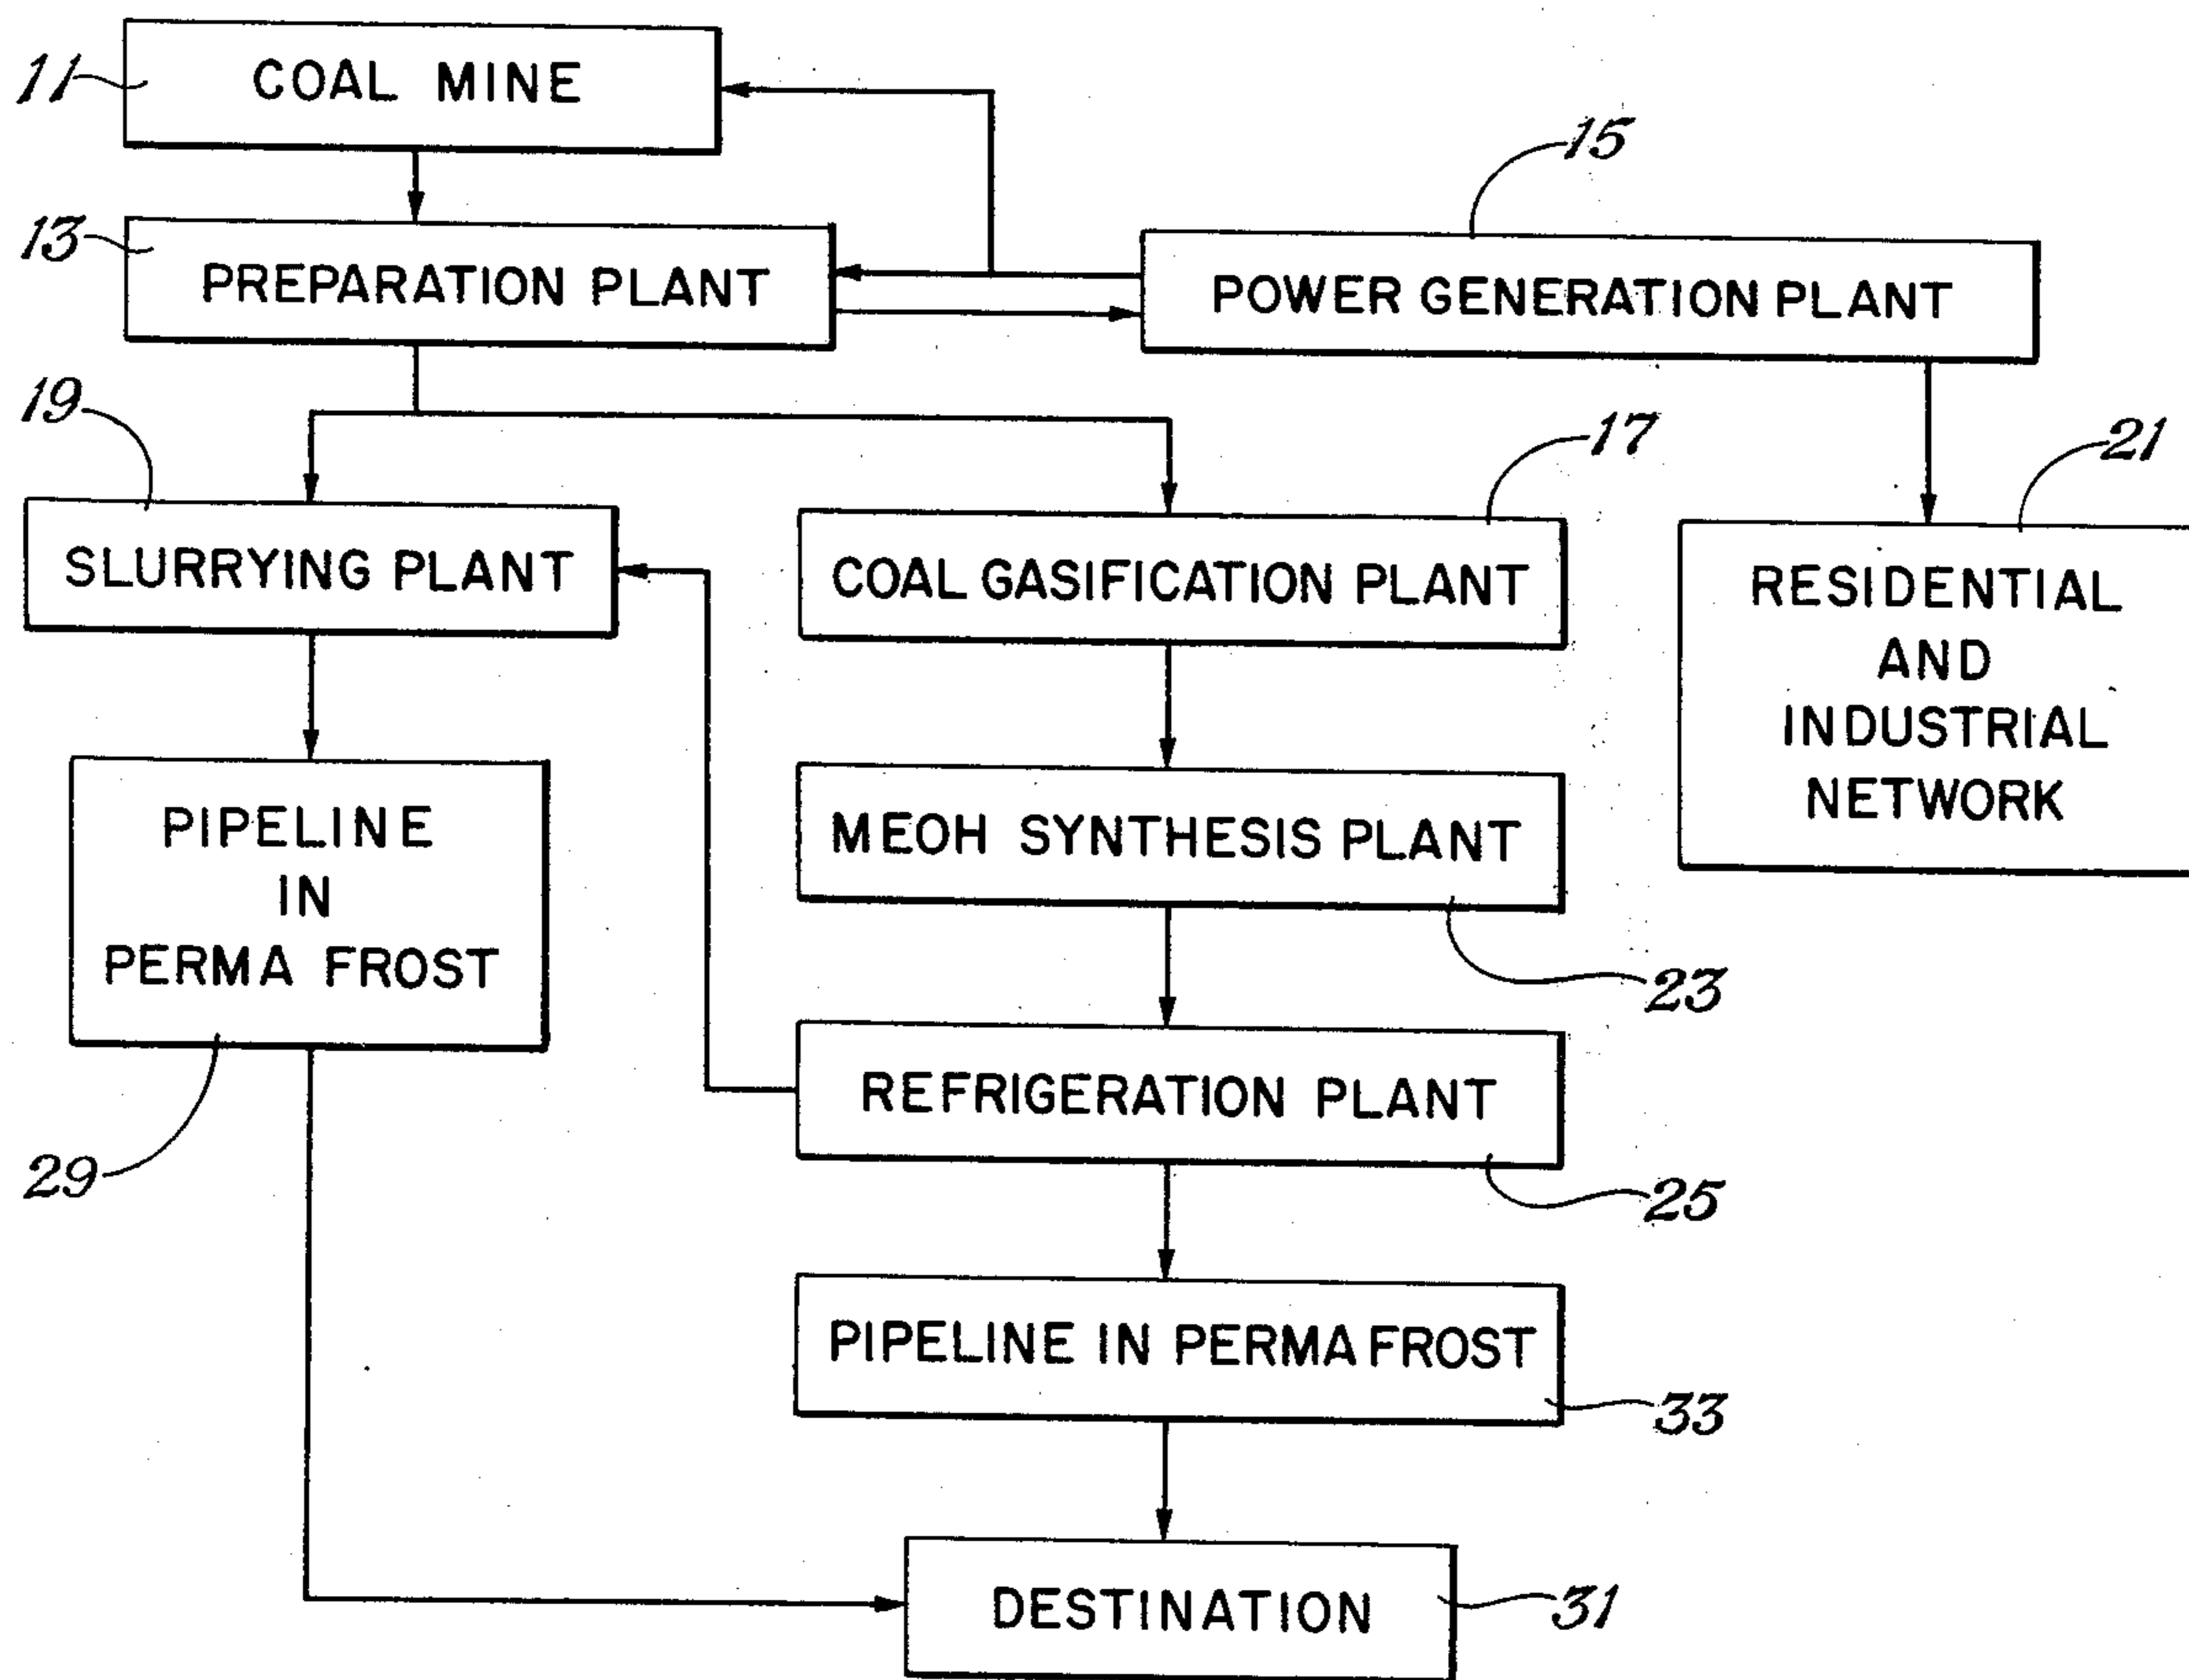 11
COAL MINE
15
13
PREPARATION PLANT
POWER GENERATION PLANT
19
17
21
SLURRYING PLANT
COAL GASIFICATION PLANT
RESIDENTIAL
AND
INDUSTRIAL
NETWORK
PIPELINE
IN
PERMA FROST
MEOH SYNTHESIS PLANT
23
REFRIGERATION PLANT
29
25
PIPELINE IN PERMA FROST
33
DESTINATION
31